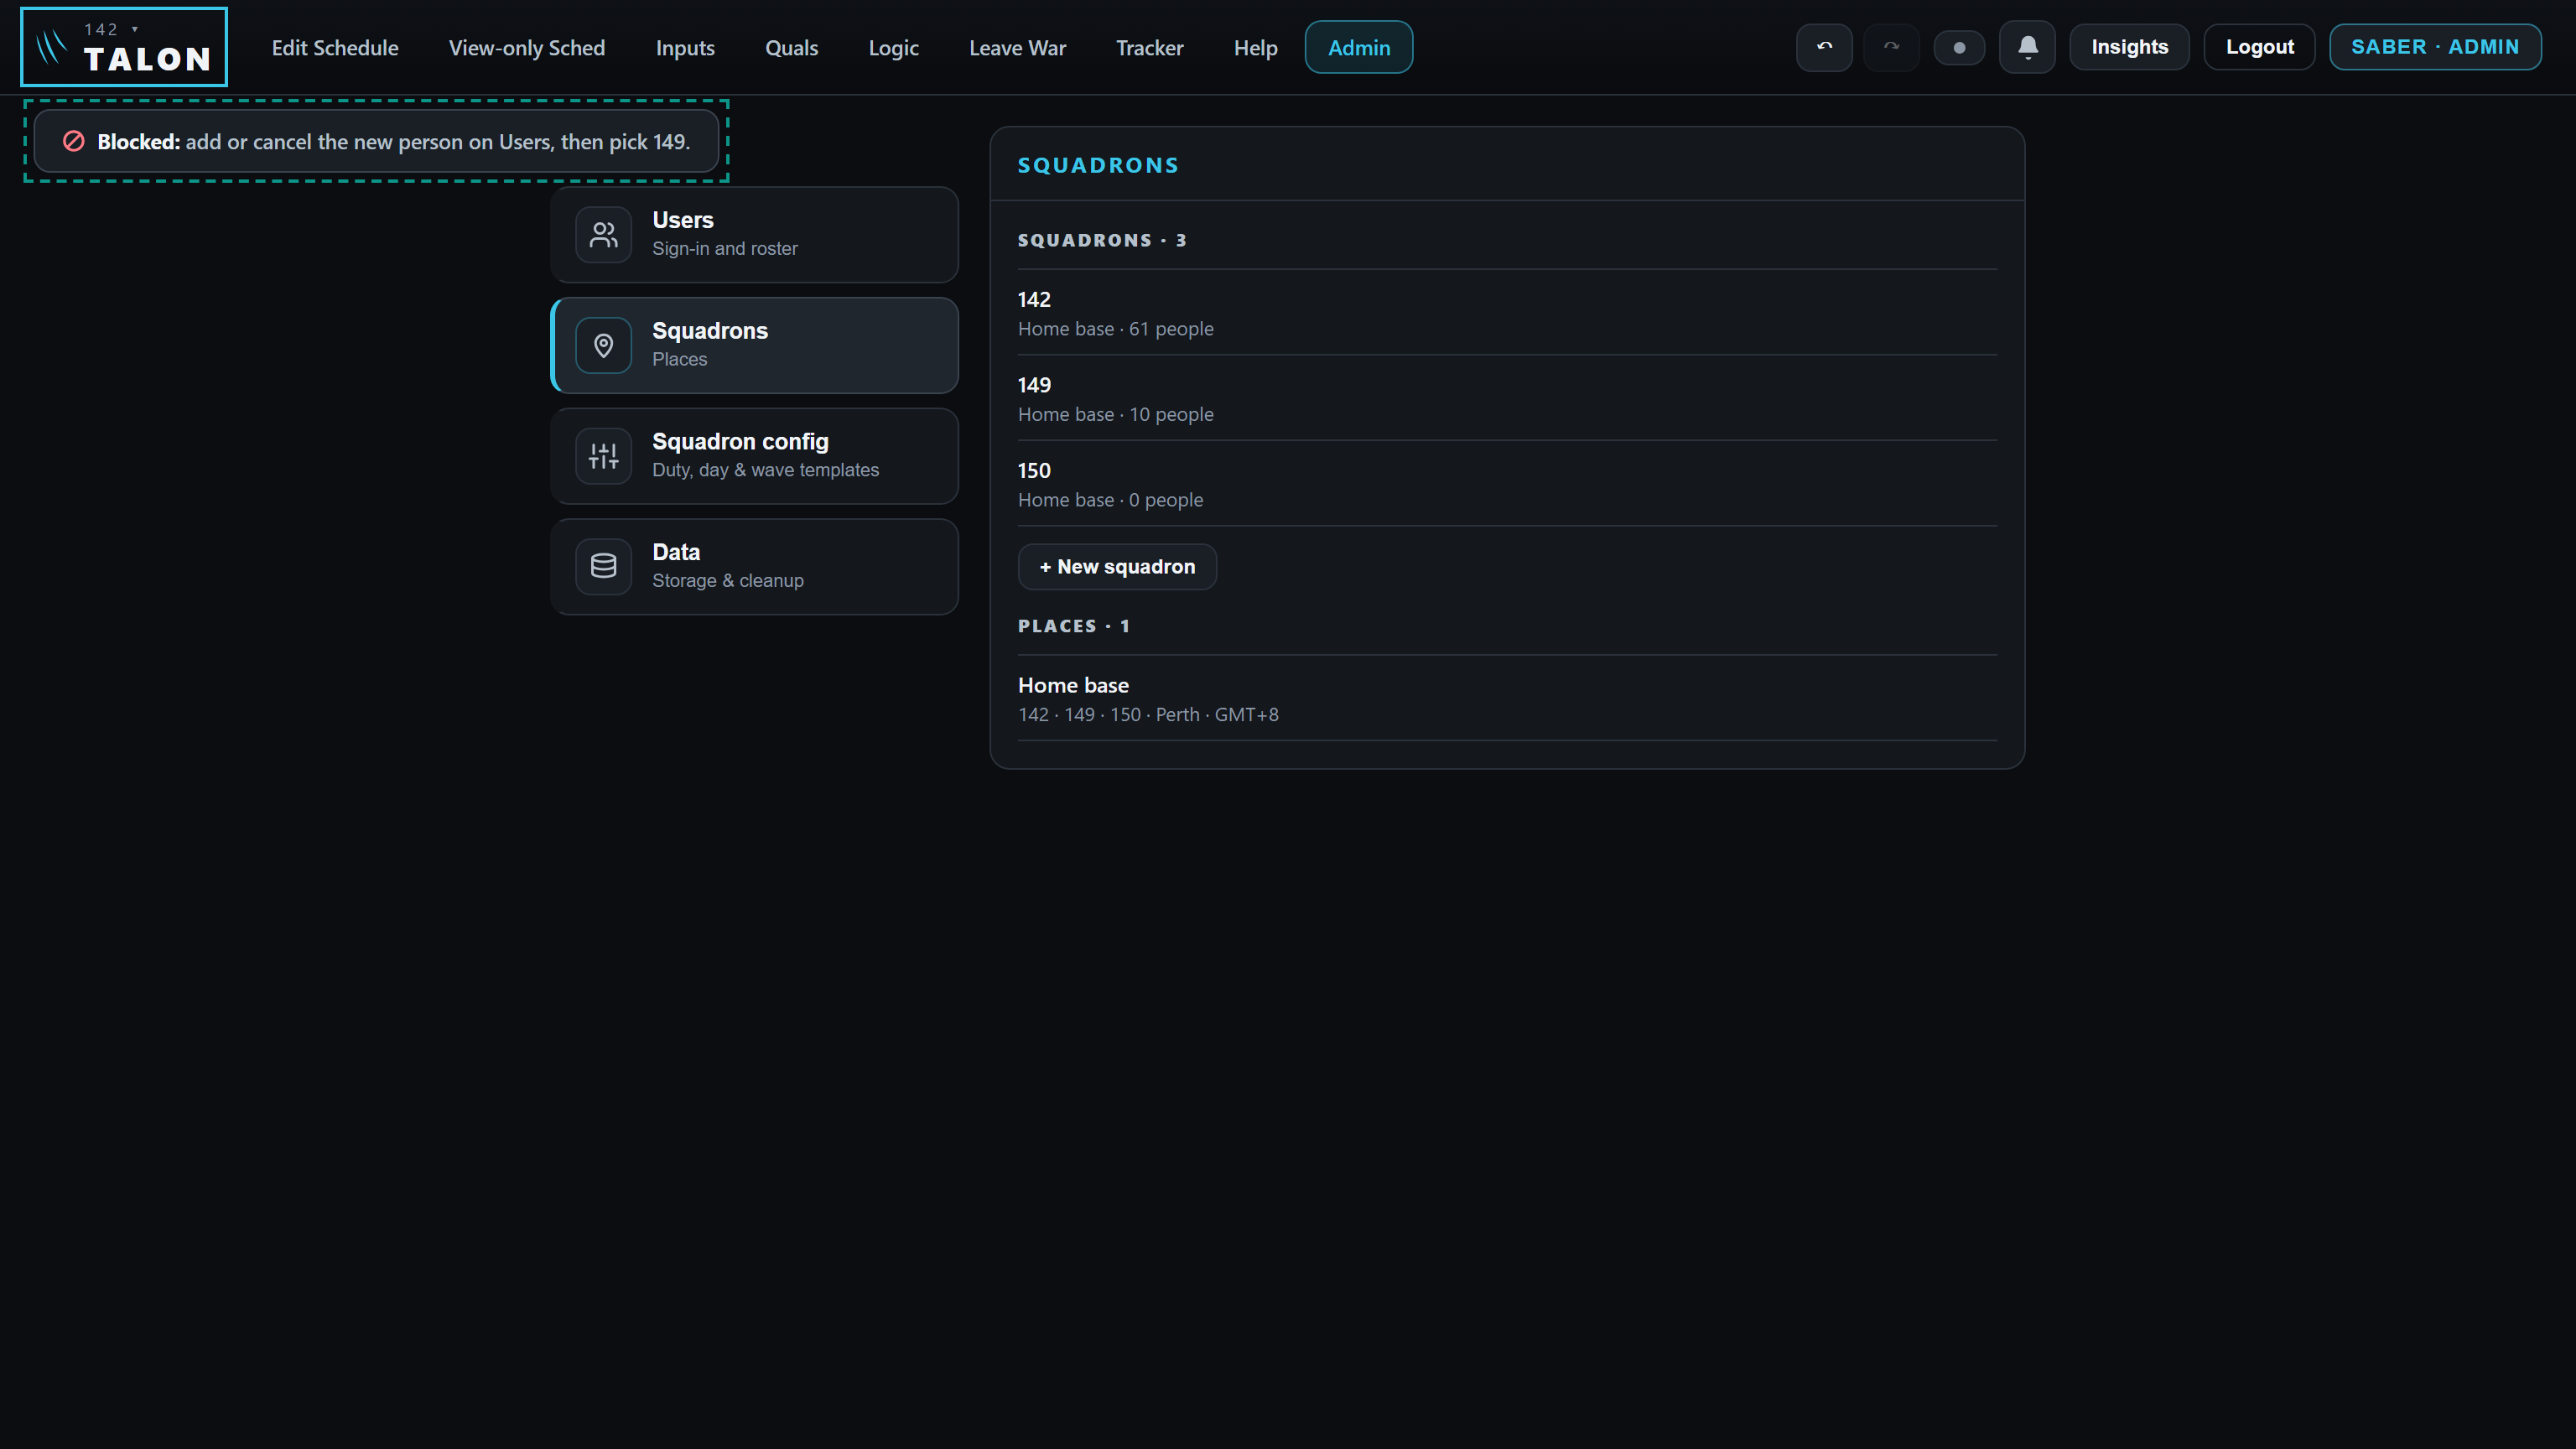 142 ▾
TALON
Edit Schedule
View-only Sched
Inputs
Quals
Logic
Leave War
Tracker
Help
Admin
Insights
Logout
SABER · ADMIN
Blocked: add or cancel the new person on Users, then pick 149.
Users
Sign-in and roster
Squadrons
Places
Squadron config
Duty, day & wave templates
Data
Storage & cleanup
SQUADRONS
SQUADRONS · 3
142
Home base · 61 people
149
Home base · 10 people
150
Home base · 0 people
+ New squadron
PLACES · 1
Home base
142 · 149 · 150 · Perth · GMT+8